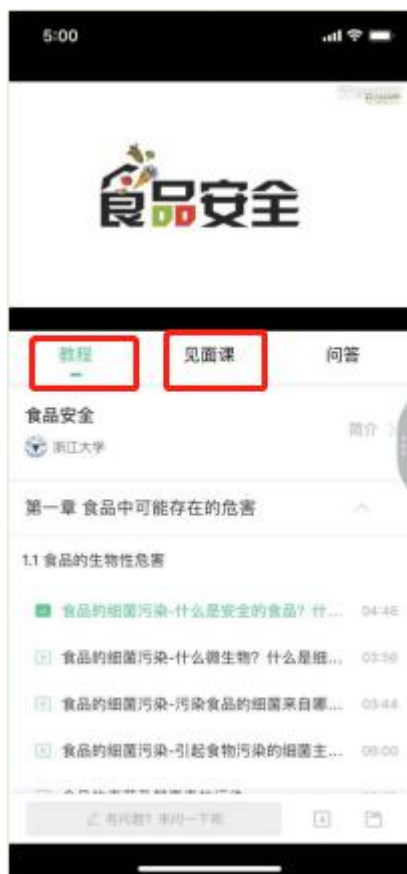 5:00
食品安全
教程
见面课
问答
食品安全
简介
浙江大学
第一章 食品中可能存在的危害
1.1 食品的生物性危害
食品的细菌污染-什么是安全的食品？什... 04:46
食品的细菌污染-什么微生物？什么是细... 03:56
食品的细菌污染-污染食品的细菌来自哪... 03:44
食品的细菌污染-引起食物污染的细菌主...
有问题？来问一下吧